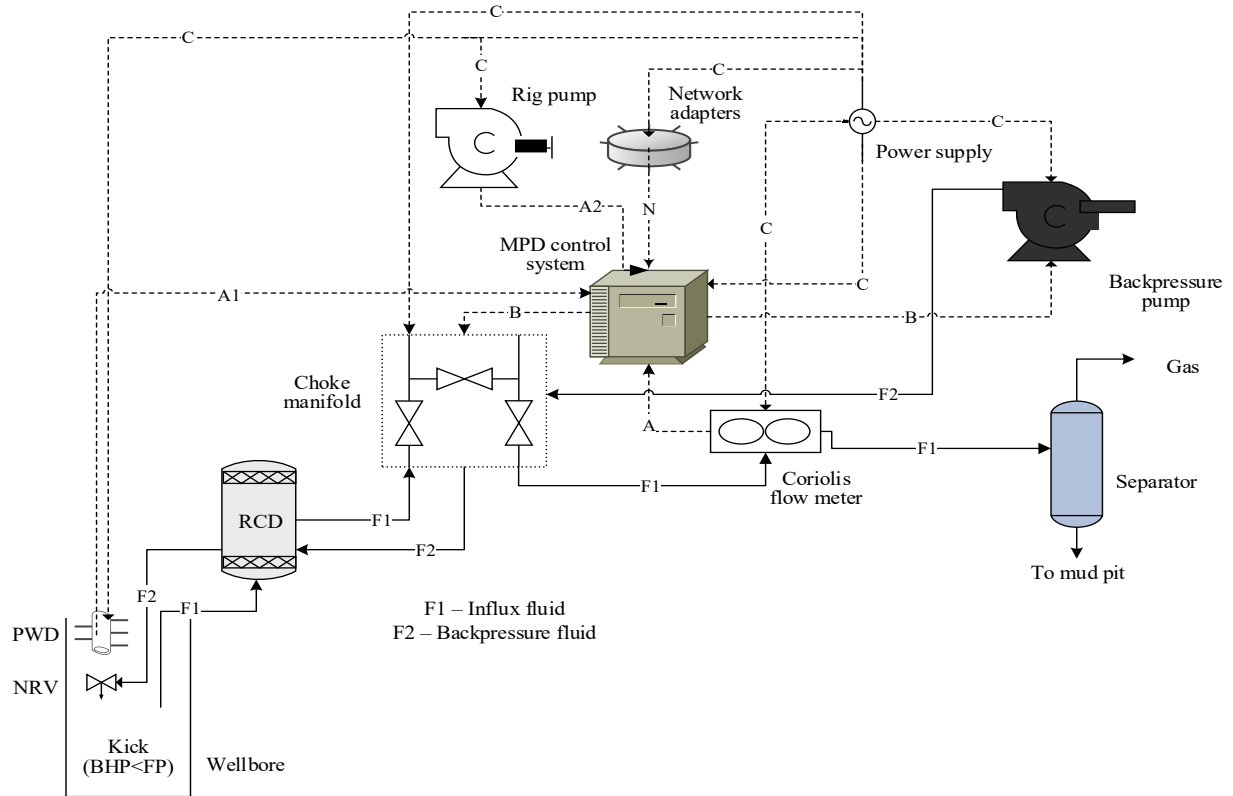 C
C
C
Rig pump
Network
adapters
C
C
Power supply
C
A2
N
MPD control
system
C
A1
C
B
B
Backpressure
pump
Choke
manifold
F2
Gas
A
F1
Coriolis
flow meter
Separator
F1
RCD
F1
F2
To mud pit
F2
F1
F1 – Influx fluid
F2 – Backpressure fluid
PWD
NRV
Kick
(BHP<FP)
Wellbore